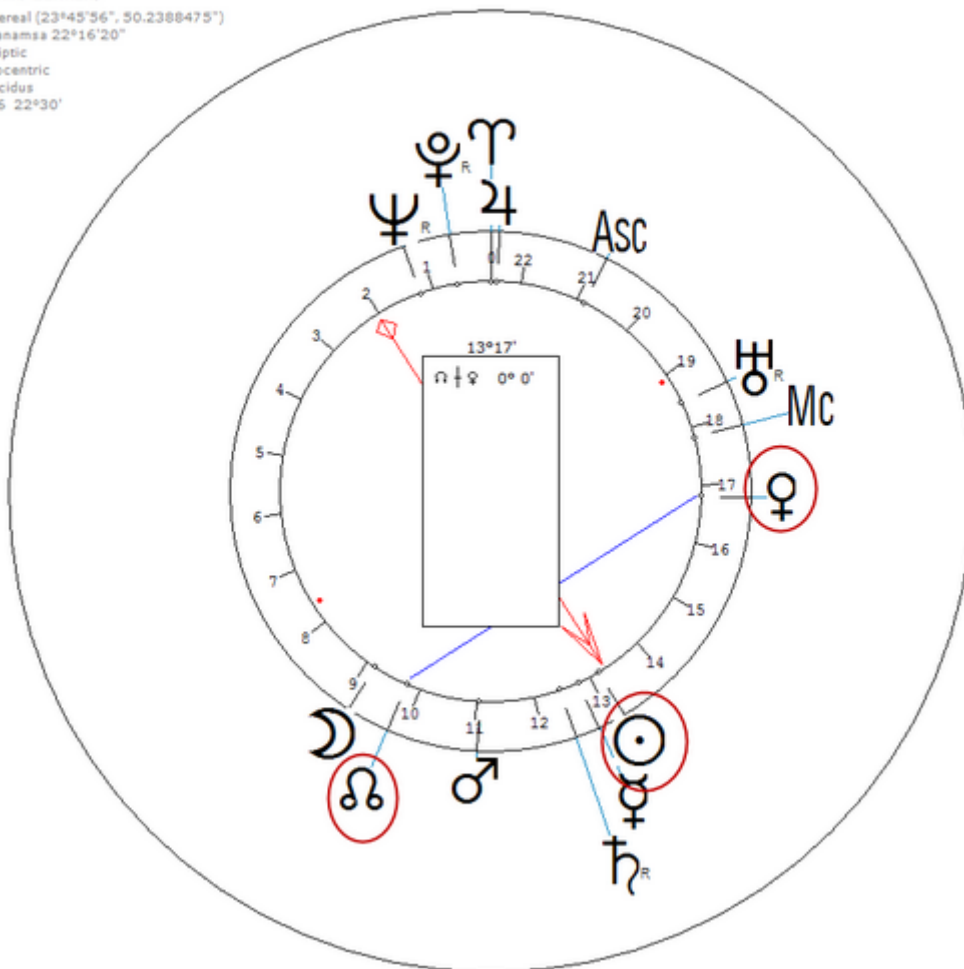 ereal (23°45'56", 50.2388475")
anamsa 22°16'20"
iptic
ocentric
cidus
22°30'
♇ R ♈
♆ R ♃
Asc
0 22
1 21
2 20
3 19
♅ R
13°17'
☊ ♀ 0° 0'
4 18
Mc
5 17
♀
6 16
7 15
8 14
9 13
10 11 12
☽ ☉
☊ ♂ ☿
♄ R